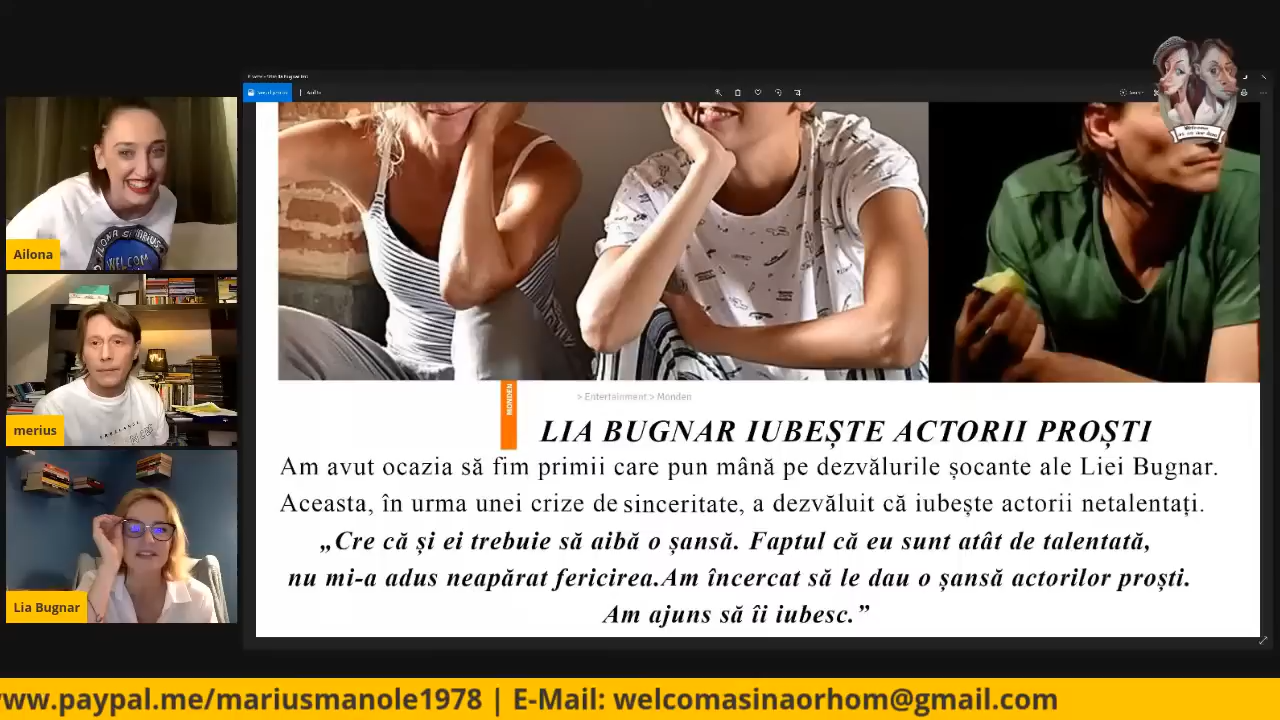 Ailona
merius
Lia Bugnar
WELCOM
MONDEN
> Entertainment > Monden
LIA BUGNAR IUBEȘTE ACTORII PROȘTI
Am avut ocazia să fim primii care pun mână pe dezvălurile șocante ale Liei Bugnar.
Aceasta, în urma unei crize de sinceritate, a dezvăluit că iubește actorii netalentați.
„Cre că și ei trebuie să aibă o șansă. Faptul că eu sunt atât de talentată,
nu mi-a adus neapărat fericirea.Am încercat să le dau o șansă actorilor proști.
Am ajuns să îi iubesc.”
www.paypal.me/mariusmanole1978 | E-Mail: welcomasinaorhom@gmail.com